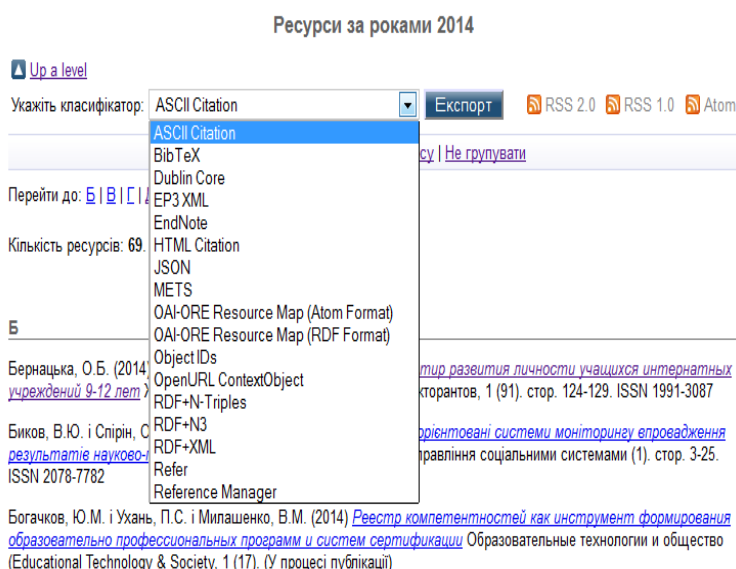 Ресурси за роками 2014
Up a level
Укажіть класифікатор: ASCII Citation Експорт RSS 2.0 RSS 1.0 Atom
ASCII Citation
BibTeX
су | Не групувати
Dublin Core
Перейти до: Б | В | Г |
EP3 XML
EndNote
Кількість ресурсів: 69.
HTML Citation
JSON
METS
OAI-ORE Resource Map (Atom Format)
OAI-ORE Resource Map (RDF Format)
Б
Object IDs
Бернацька, О.Б. (2014) тир развития личности учащихся интернатных
OpenURL ContextObject
учреждений 9-12 лет кторантов, 1 (91). стор. 124-129. ISSN 1991-3087
RDF+N-Triples
RDF+N3
Биков, В.Ю. і Спірін, О орієнтовані системи моніторингу впровадження
RDF+XML
результатів науково- правління соціальними системами (1). стор. 3-25.
Refer
ISSN 2078-7782
Reference Manager
Богачков, Ю.М. і Ухань, П.С. і Милашенко, В.М. (2014) Реестр компетентностей как инструмент формирования
образовательно профессиональных программ и систем сертификации Образовательные технологии и общество
(Educational Technology & Society, 1 (17). (У процесі публікації)